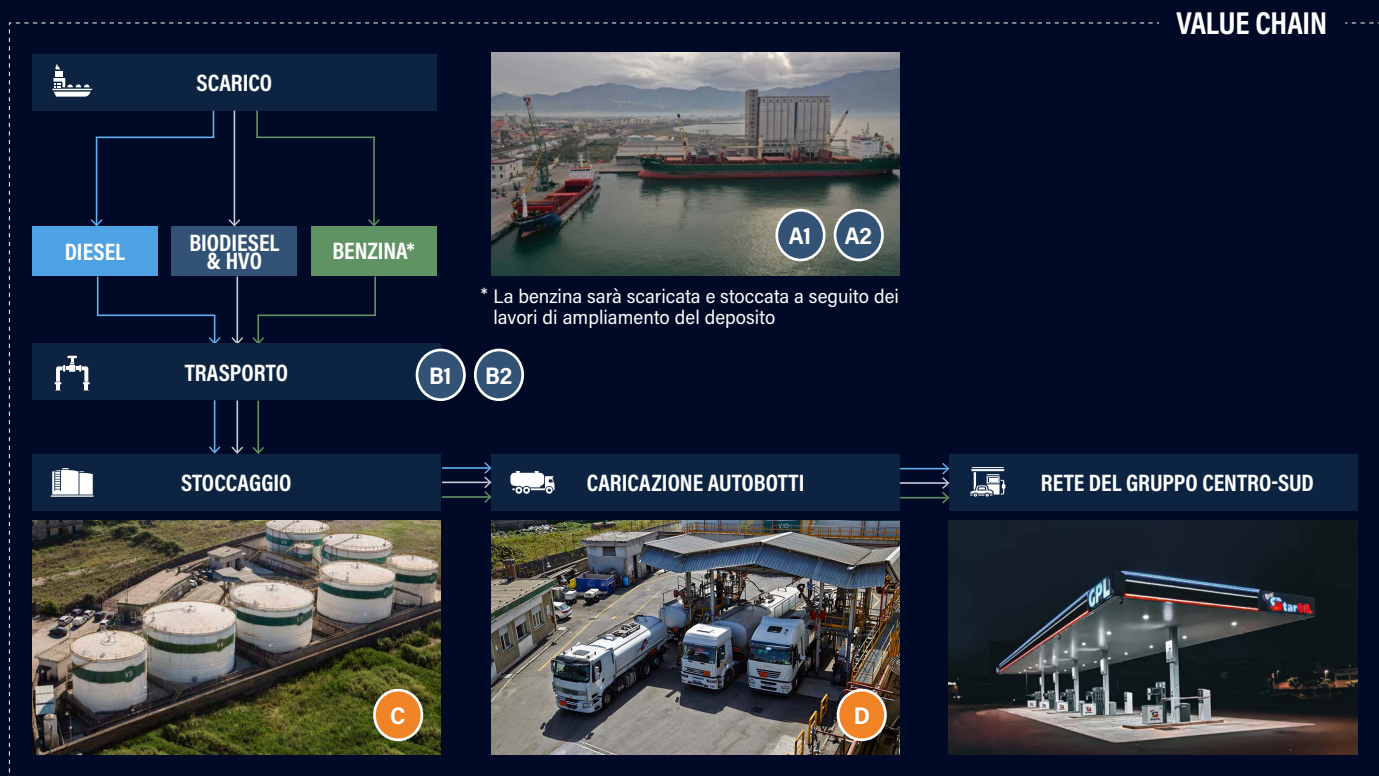 VALUE CHAIN
SCARICO
DIESEL
BIODIESEL
& HVO
BENZINA*
A1
A2
* La benzina sarà scaricata e stoccata a seguito dei
lavori di ampliamento del deposito
TRASPORTO
B1
B2
STOCCAGGIO
CARICAZIONE AUTOBOTTI
RETE DEL GRUPPO CENTRO-SUD
V5
C
D
GPL